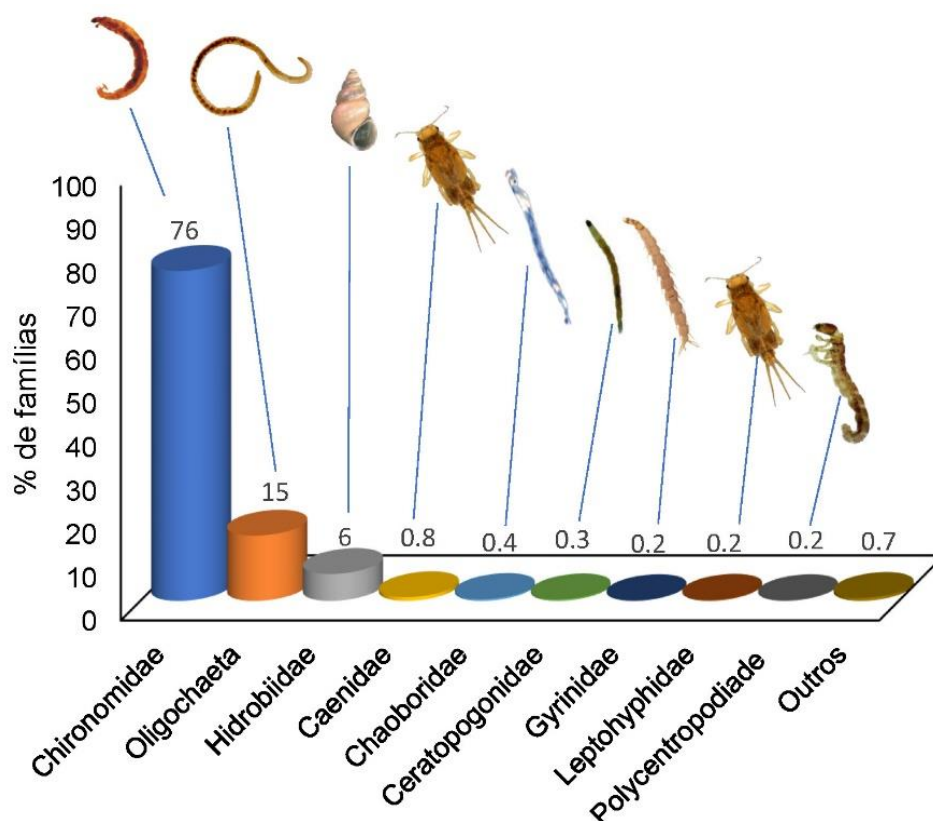 % de famílias
100
90
80
70
60
50
40
30
20
10
0
76
15
6
0.8
0.4
0.3
0.2
0.2
0.2
0.7
Chironomidae
Oligochaeta
Hidrobiidae
Caenidae
Chaoboridae
Ceratopogonidae
Gyrinidae
Leptohyphidae
Polycentropodiade
Outros